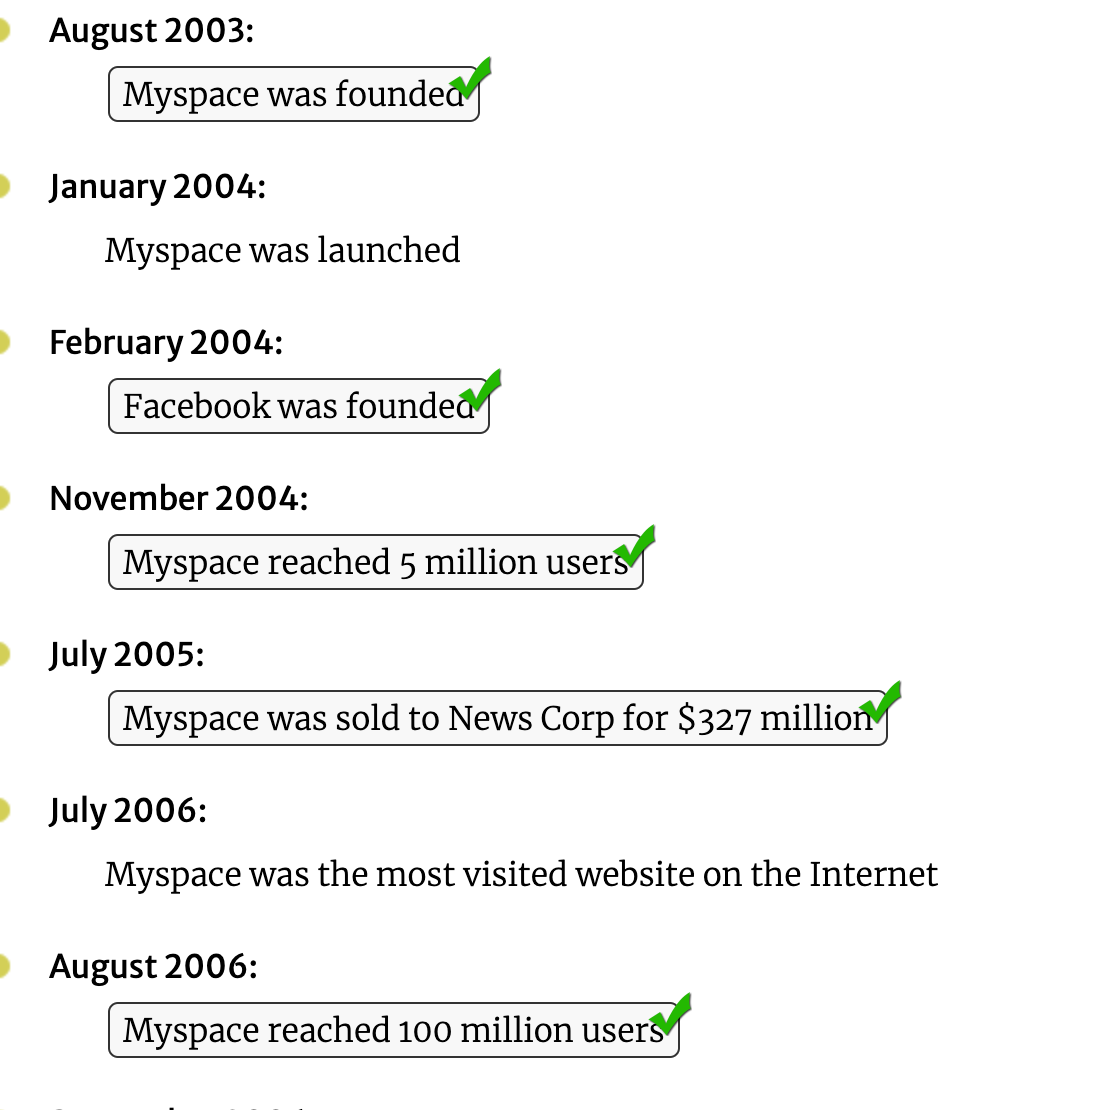 August 2003:
Myspace was founded
January 2004:
Myspace was launched
February 2004:
Facebook was founded
November 2004:
Myspace reached 5 million users
July 2005:
Myspace was sold to News Corp for $327 million
July 2006:
Myspace was the most visited website on the Internet
August 2006:
Myspace reached 100 million users